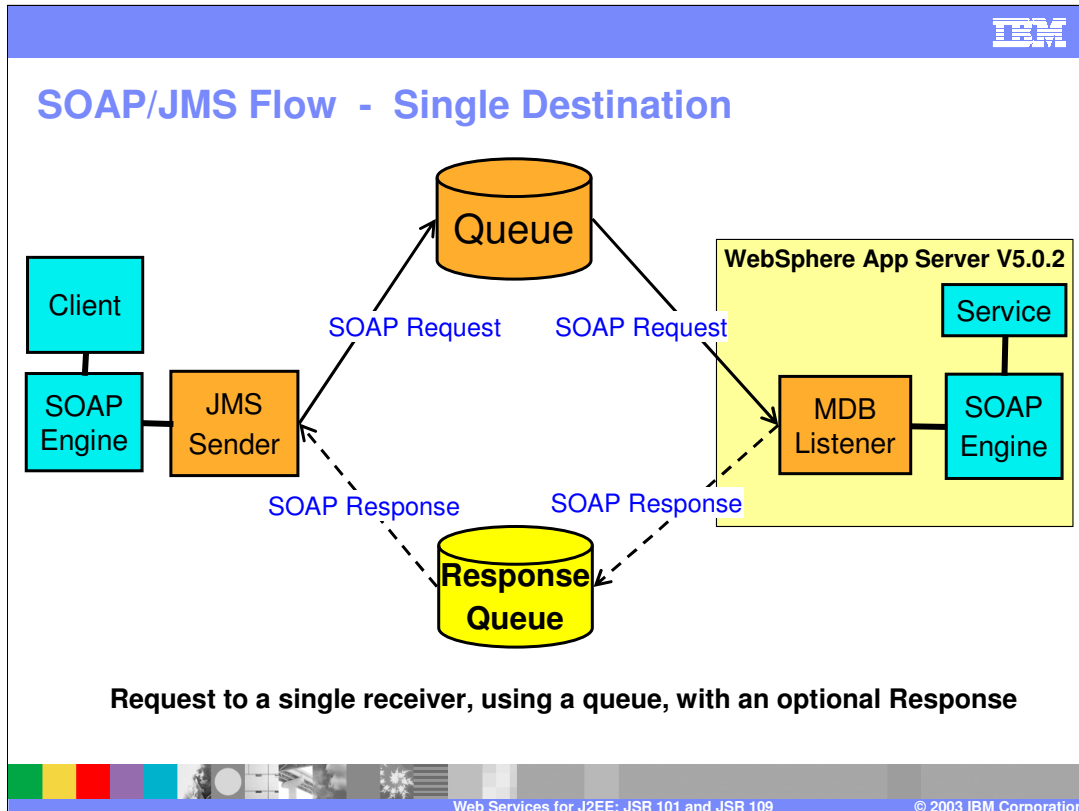 IBM
SOAP/JMS Flow - Single Destination
Queue
WebSphere App Server V5.0.2
Client
Service
SOAP Request
SOAP Request
SOAP
Engine
JMS
Sender
MDB
Listener
SOAP
Engine
SOAP Response
SOAP Response
Response
Queue
Request to a single receiver, using a queue, with an optional Response
Web Services for J2EE: JSR 101 and JSR 109
© 2003 IBM Corporation